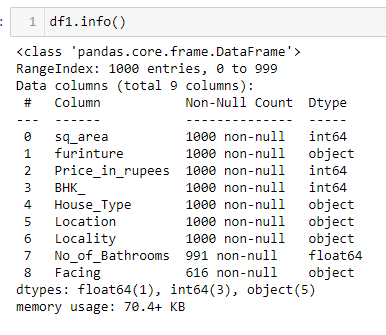 :
1 df1.info()
<class 'pandas.core.frame.DataFrame'>
RangeIndex: 1000 entries, 0 to 999
Data columns (total 9 columns):
 #   Column           Non-Null Count  Dtype
---  ------           --------------  -----
 0   sq_area          1000 non-null   int64
 1   furinture        1000 non-null   object
 2   Price_in_rupees  1000 non-null   int64
 3   BHK_             1000 non-null   int64
 4   House_Type       1000 non-null   object
 5   Location         1000 non-null   object
 6   Locality         1000 non-null   object
 7   No_of_Bathrooms  991 non-null    float64
 8   Facing           616 non-null    object
dtypes: float64(1), int64(3), object(5)
memory usage: 70.4+ KB